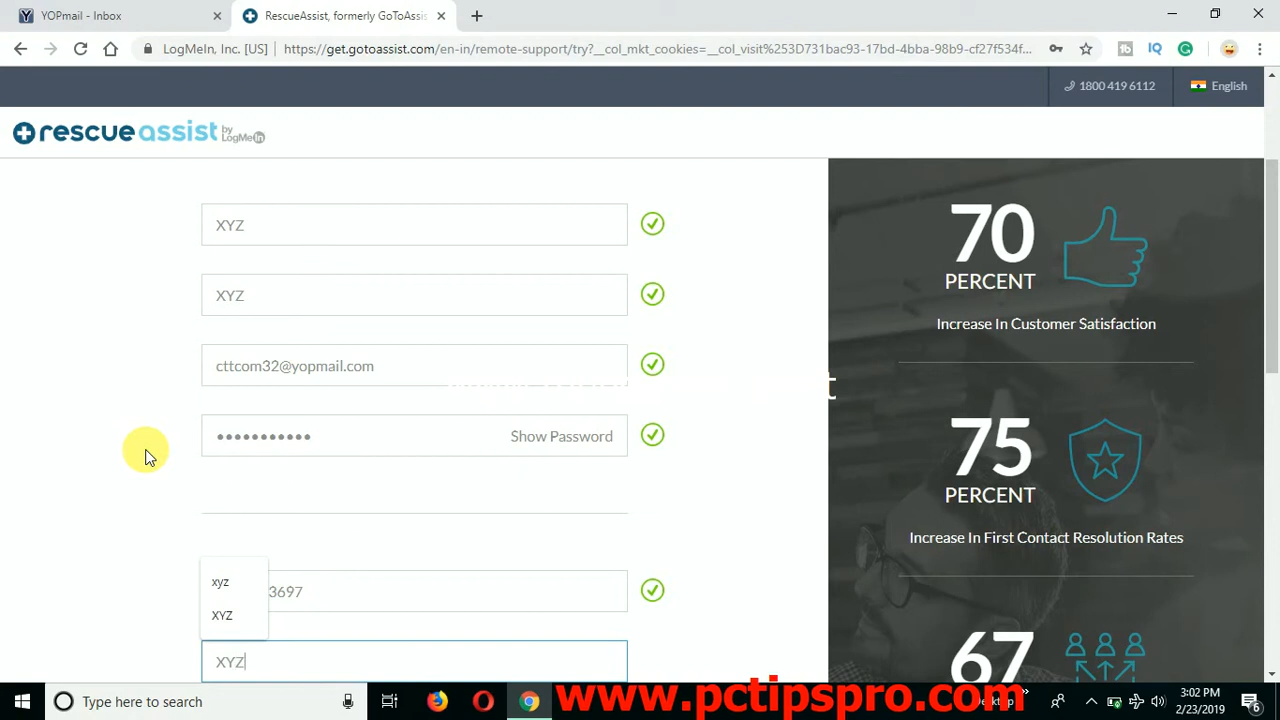 YOPmail - Inbox
RescueAssist, formerly GoToAssis
LogMeIn, Inc. [US]
https://get.gotoassist.com/en-in/remote-support/try?__col_mkt_cookies=__col_visit%253D731bac93-17bd-4bba-98b9-cf27f534f...
1800 419 6112
English
rescueassist by LogMeIn
XYZ
XYZ
cttcom32@yopmail.com
Show Password
xyz
XYZ
3697
XYZ
70
PERCENT
Increase In Customer Satisfaction
75
PERCENT
Increase In First Contact Resolution Rates
67
Type here to search
www.pctipspro.com
Desktop
3:02 PM
2/23/2019
6